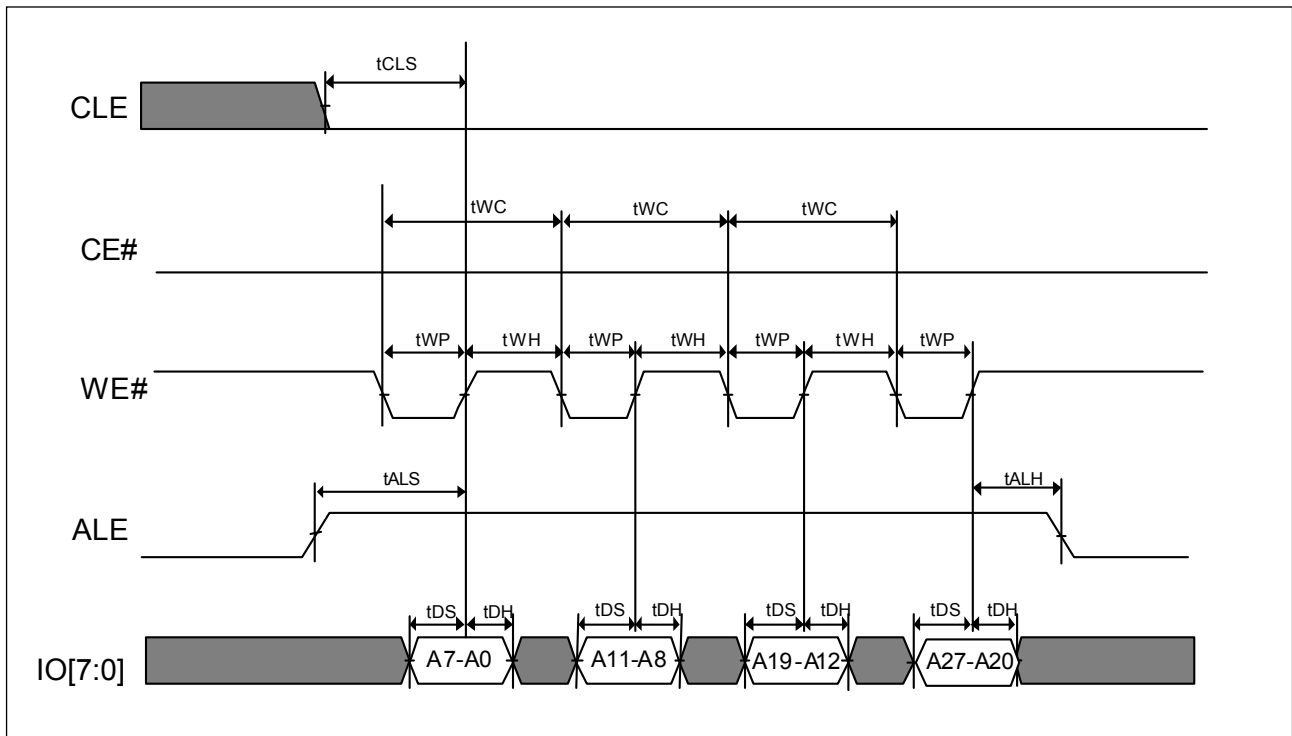 tCLS
CLE
tWC tWC tWC
CE#
tWP tWH tWP tWH tWP tWH tWP
WE#
tALS tALH
ALE
tDS tDH tDS tDH tDS tDH tDS tDH
IO[7:0] A7-A0 A11-A8 A19-A12 A27-A20